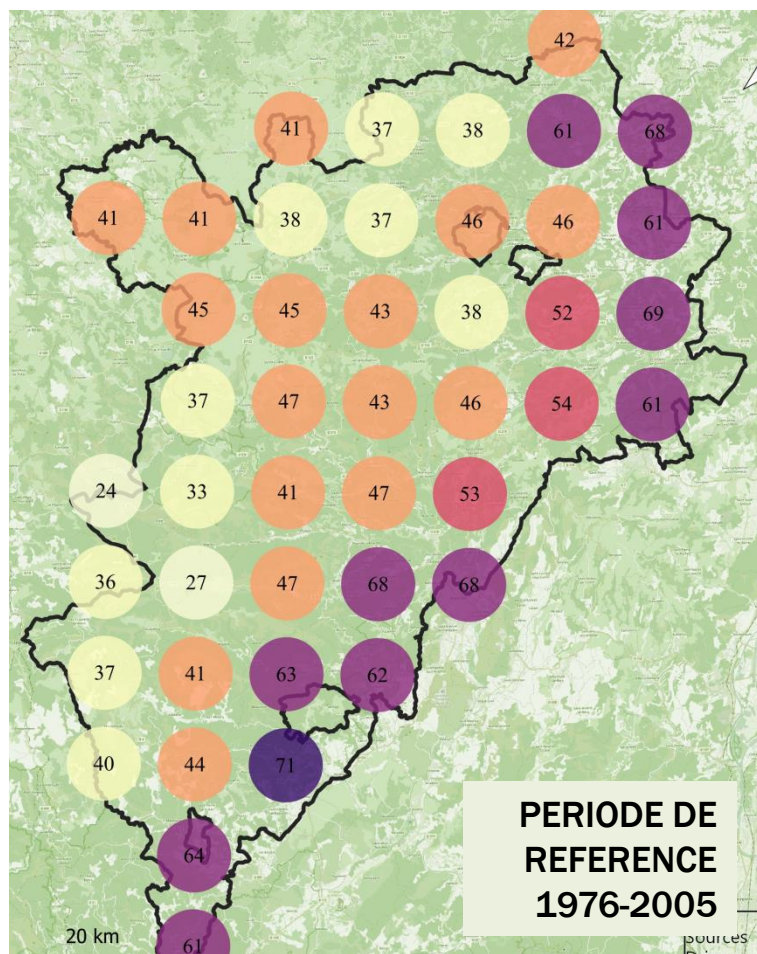 42
41 37 38 61 68
41 41 38 37 46 46 61
45 45 43 38 52 69
37 47 43 46 54 61
24 33 41 47 53
36 27 47 68 68
37 41 63 62
40 44 71
PERIODE DE
REFERENCE
1976-2005
64
20 km
61
Sources